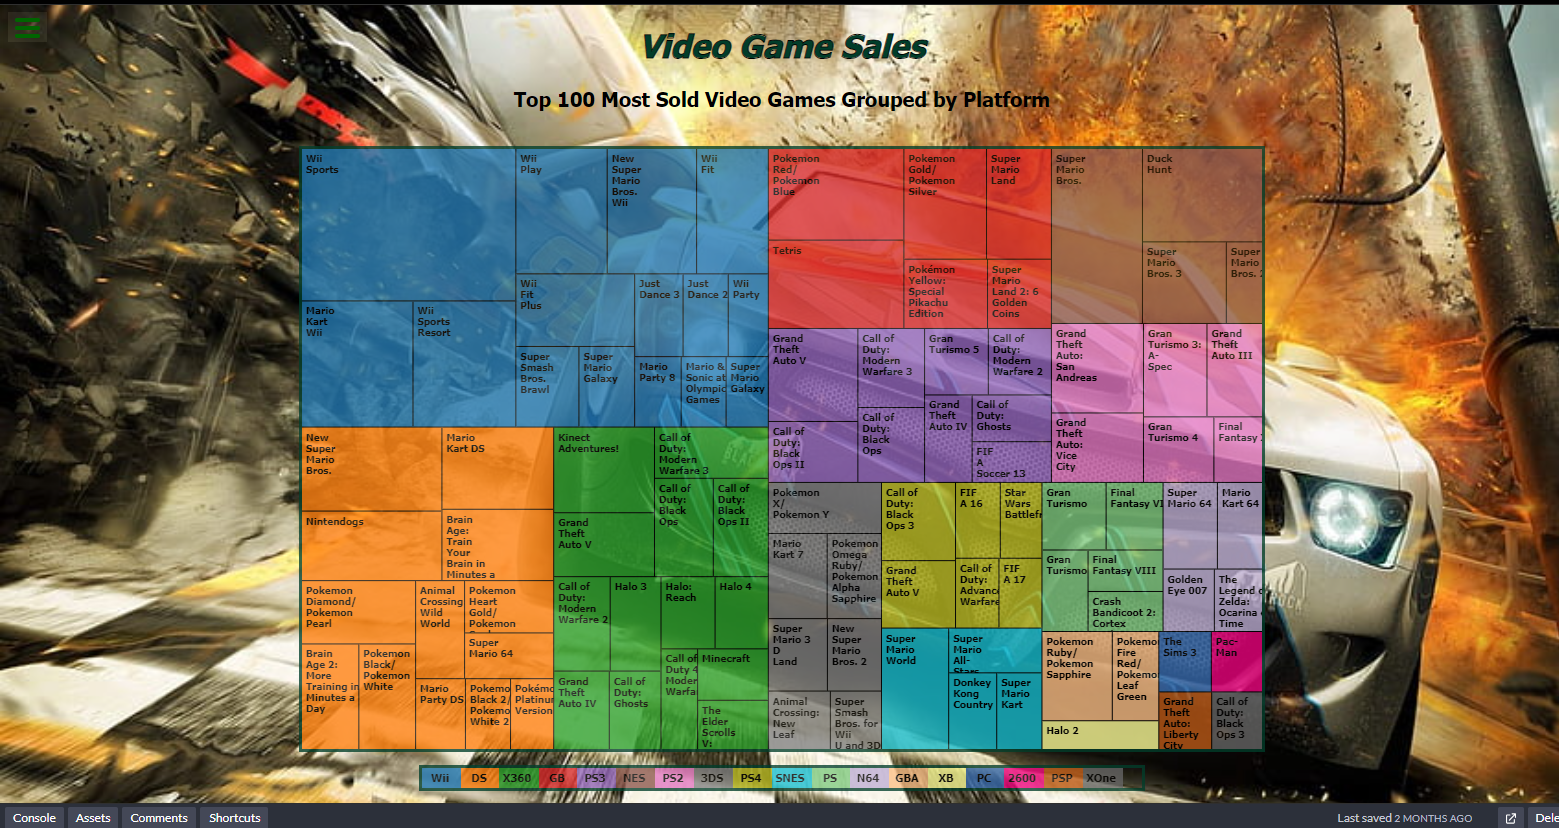 Video Game Sales
Top 100 Most Sold Video Games Grouped by Platform
Wii
Sports
Wii
Play
New
Super
Mario
Bros.
Wii
Wii
Fit
Mario
Kart
Wii
Wii
Sports
Resort
Wii
Fit
Plus
Just
Dance 3
Just
Dance 2
Wii
Party
Super
Smash
Bros.
Brawl
Super
Mario
Galaxy
Mario
Party 8
Mario &
Sonic at
Olympic
Games
Super
Mario
Galaxy
Pokemon
Red/
Pokemon
Blue
Pokemon
Gold/
Pokemon
Silver
Super
Mario
Land
Tetris
Pokémon
Yellow:
Special
Pikachu
Edition
Super
Mario
Land 2: 6
Golden
Coins
Super
Mario
Bros.
Duck
Hunt
Super
Mario
Bros. 3
Super
Mario
Bros.
Grand
Theft
Auto V
Call of
Duty:
Modern
Warfare 3
Gran
Turismo 5
Call of
Duty:
Modern
Warfare 2
Call of
Duty:
Black
Ops II
Call of
Duty:
Black
Ops
Grand
Theft
Auto IV
Call of
Duty:
Ghosts
FIF
A
Soccer 13
Grand
Theft
Auto:
San
Andreas
Gran
Turismo 3:
A-
Spec
Grand
Theft
Auto III
Grand
Theft
Auto:
Vice
City
Gran
Turismo 4
Final
Fantasy
New
Super
Mario
Bros.
Mario
Kart DS
Nintendogs
Brain
Age:
Train
Your
Brain in
Minutes a
Pokemon
Diamond/
Pokemon
Pearl
Animal
Crossing
Wild
World
Pokemon
Heart
Gold/
Pokemon
Super
Mario 64
Brain
Age 2:
More
Training in
Minutes a
Day
Pokemon
Black/
Pokemon
White
Mario
Party DS
Pokemo
Black 2/
Pokemo
White 2
Pokémo
Platinum
Version
Kinect
Adventures!
Call of
Duty:
Modern
Warfare 3
Grand
Theft
Auto V
Call of
Duty:
Black
Ops
Call of
Duty:
Black
Ops II
Call of
Duty:
Modern
Warfare 2
Halo 3
Halo:
Reach
Halo 4
Grand
Theft
Auto IV
Call of
Duty:
Ghosts
Call of
Duty 4
Moder
Warfa
Minecraft
The
Elder
Scrolls
V:
Pokemon
X/
Pokemon Y
Mario
Kart 7
Pokemon
Omega
Ruby/
Pokemon
Alpha
Sapphire
Super
Mario 3
D
Land
New
Super
Mario
Bros. 2
Animal
Crossing:
New
Leaf
Super
Smash
Bros. for
Wii
U and 3D
Call of
Duty:
Black
Ops 3
FIF
A 16
Star
Wars
Battlefr
Grand
Theft
Auto V
Call of
Duty:
Advanc
Warfare
FIF
A 17
Super
Mario
World
Super
Mario
All-
Stars
Donkey
Kong
Country
Super
Mario
Kart
Gran
Turismo
Final
Fantasy VI
Gran
Turismo
Final
Fantasy VIII
Crash
Bandicoot 2:
Cortex
Super
Mario 64
Mario
Kart 64
Golden
Eye 007
The
Legend o
Zelda:
Ocarina
Time
Pokemon
Ruby/
Pokemon
Sapphire
Pokemo
Fire
Red/
Pokemo
Leaf
Green
Halo 2
The
Sims 3
Pac-
Man
Grand
Theft
Auto:
Liberty
City
Call of
Duty:
Black
Ops 3
Wii DS X360 GB PS3 NES PS2 3DS PS4 SNES PS N64 GBA XB PC 2600 PSP XOne
Console Assets Comments Shortcuts Last saved 2 MONTHS AGO Dele